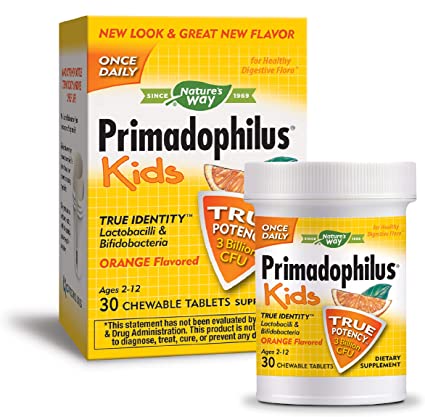 NEW LOOK & GREAT NEW FLAVOR
ONCE
DAILY
for Healthy
Digestive Flora*
SINCE Nature's Way 1969
Primadophilus®
Kids
TRUE IDENTITY™
Lactobacilli &
Bifidobacteria
ORANGE Flavored
TRUE
POTENCY
3 Billion
CFU
Ages 2-12
30 CHEWABLE TABLETS SUPP
*This statement has not been evaluated by
& Drug Administration. This product is not
to diagnose, treat, cure, or prevent any d
ONCE
DAILY
for Healthy
Digestive Flora
SINCE Nature's Way 1969
Primadophilus®
Kids
TRUE IDENTITY™
Lactobacilli &
Bifidobacteria
ORANGE Flavored
TRUE
POTENCY
3 Billion
CFU
Ages 2-12
30 CHEWABLE TABLETS
DIETARY
SUPPLEMENT